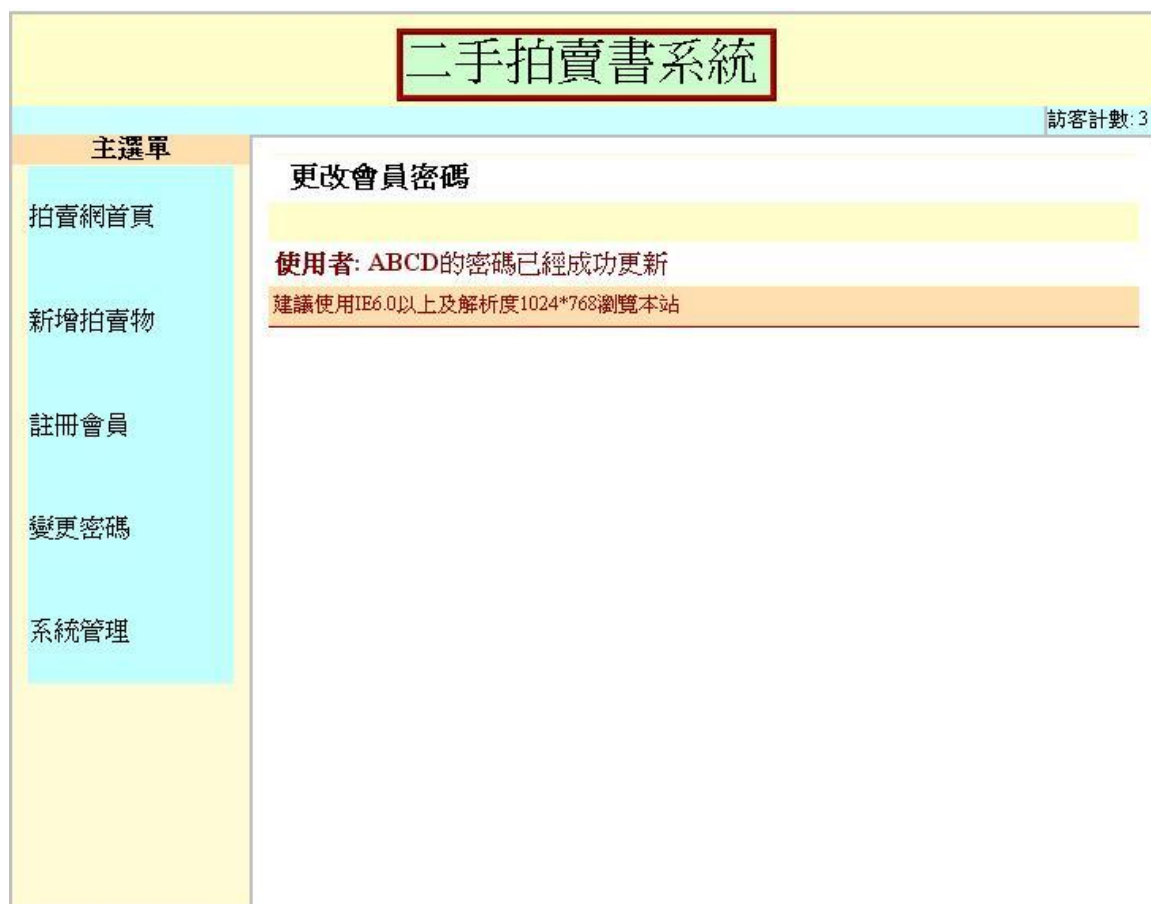 二手拍賣書系統
訪客計數: 3
主選單
拍賣網首頁
新增拍賣物
註冊會員
變更密碼
系統管理
更改會員密碼
使用者: ABCD的密碼已經成功更新
建議使用IE6.0以上及解析度1024*768瀏覽本站